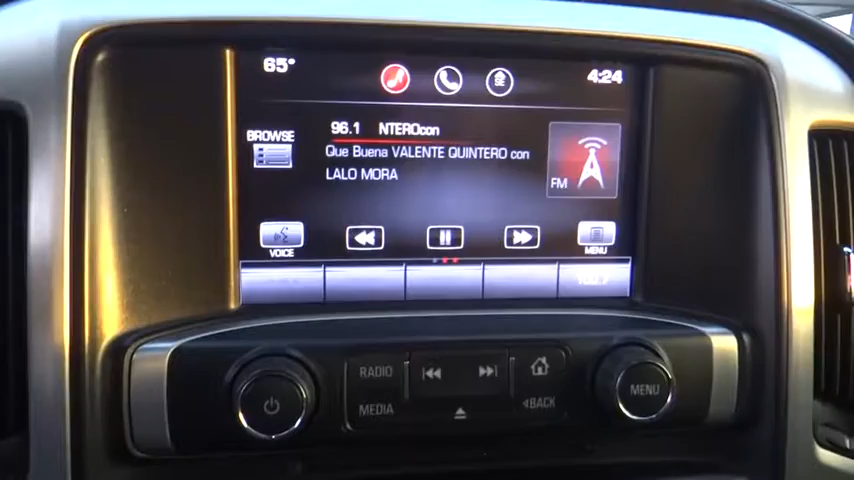 65°
SE
4:24
BROWSE
96.1 NTEROcon
Que Buena VALENTE QUINTERO con
LALO MORA
FM
VOICE
MENU
RADIO
MEDIA
BACK
MENU